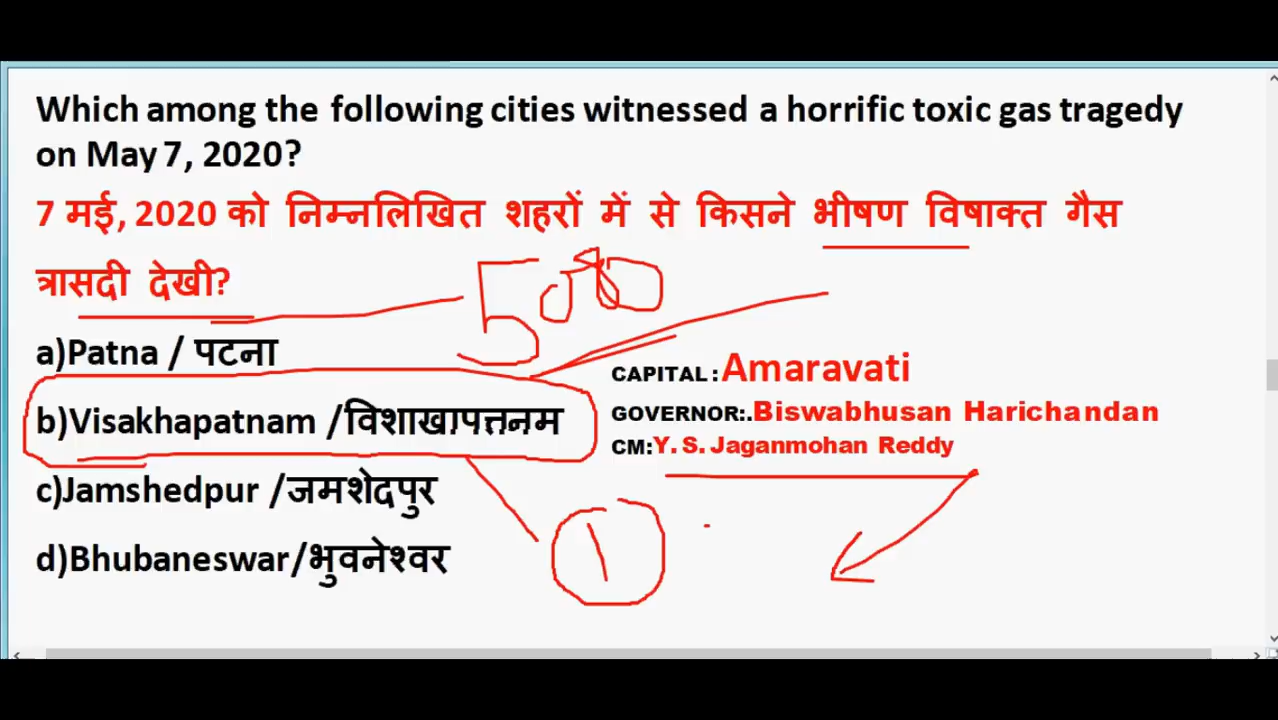 Which among the following cities witnessed a horrific toxic gas tragedy
on May 7, 2020?
7 मई, 2020 को निम्नलिखित शहरों में से किसने भीषण विषाक्त गैस
त्रासदी देखी?
a)Patna / पटना
b)Visakhapatnam /विशाखापत्तनम
c)Jamshedpur /जमशेदपुर
d)Bhubaneswar/भुवनेश्वर
CAPITAL : Amaravati
GOVERNOR:.Biswabhusan Harichandan
CM:Y. S. Jaganmohan Reddy
1